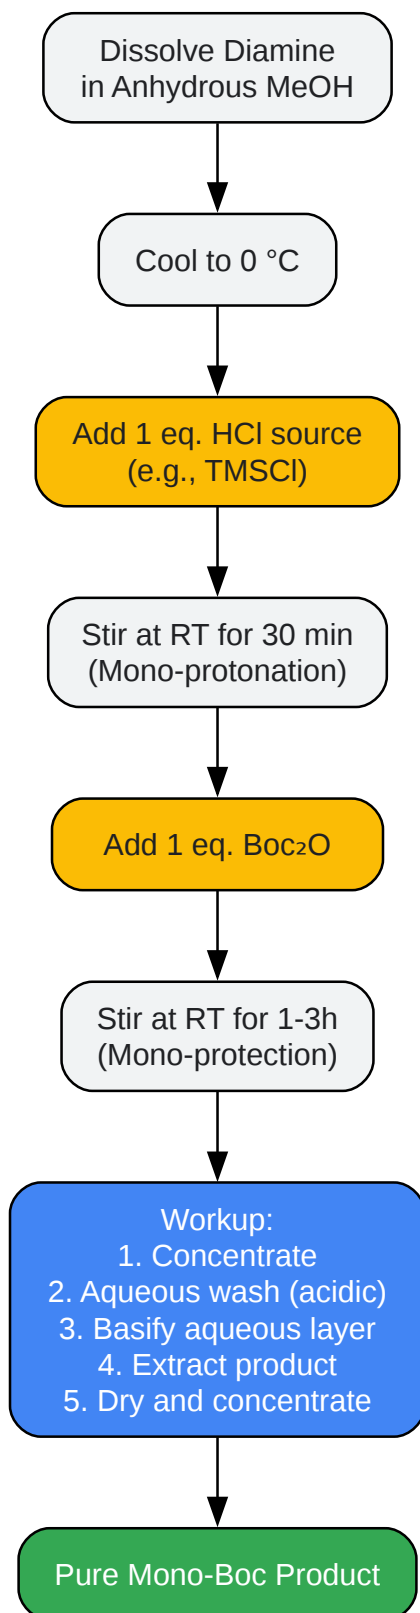 Dissolve Diamine
in Anhydrous MeOH
Cool to 0 °C
Add 1 eq. HCl source
(e.g., TMSCl)
Stir at RT for 30 min
(Mono-protonation)
Add 1 eq. Boc₂O
Stir at RT for 1-3h
(Mono-protection)
Workup:
1. Concentrate
2. Aqueous wash (acidic)
3. Basify aqueous layer
4. Extract product
5. Dry and concentrate
Pure Mono-Boc Product